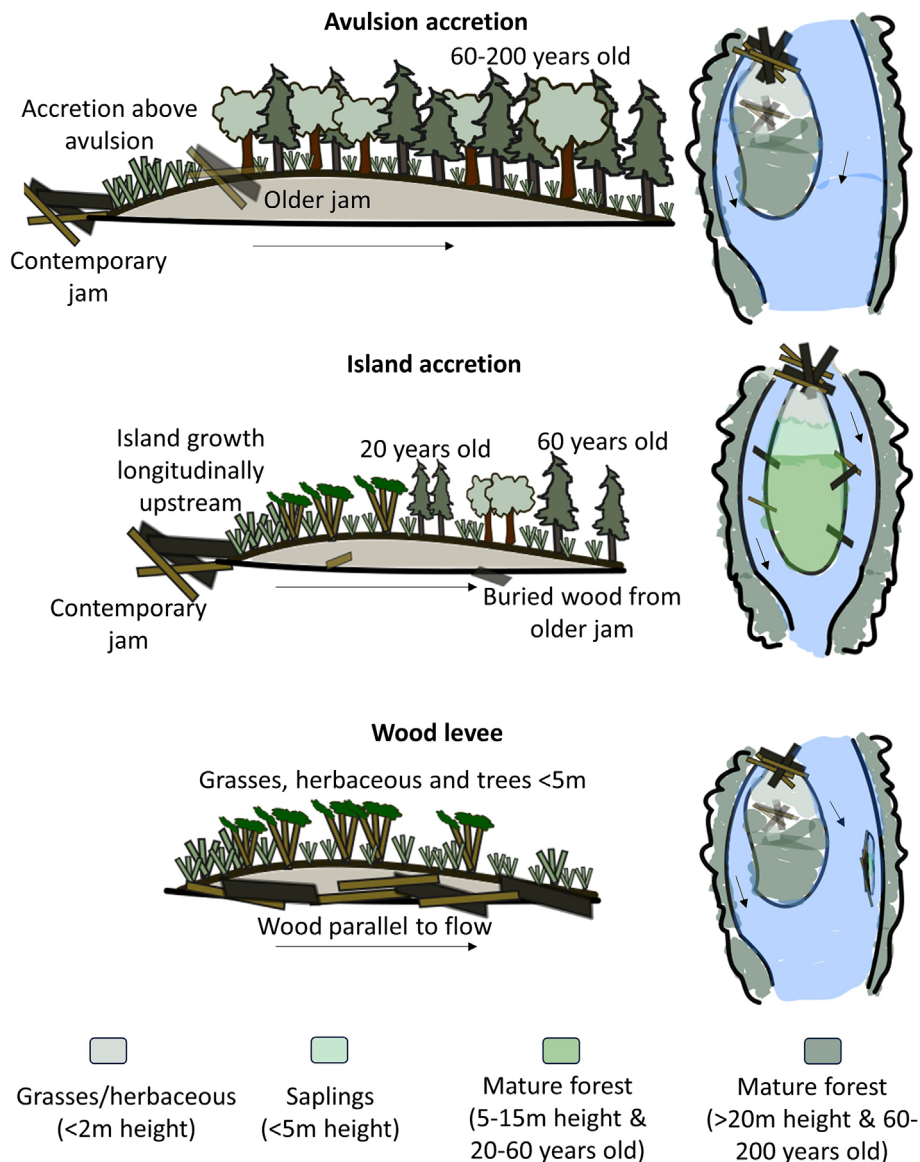 Avulsion accretion
60-200 years old
Accretion above
avulsion
Older jam
Contemporary
jam
Island accretion
Island growth
longitudinally
upstream
20 years old
60 years old
Contemporary
jam
Buried wood from
older jam
Wood levee
Grasses, herbaceous and trees <5m
Wood parallel to flow
Grasses/herbaceous
(<2m height)
Saplings
(<5m height)
Mature forest
(5-15m height &
20-60 years old)
Mature forest
(>20m height & 60-
200 years old)